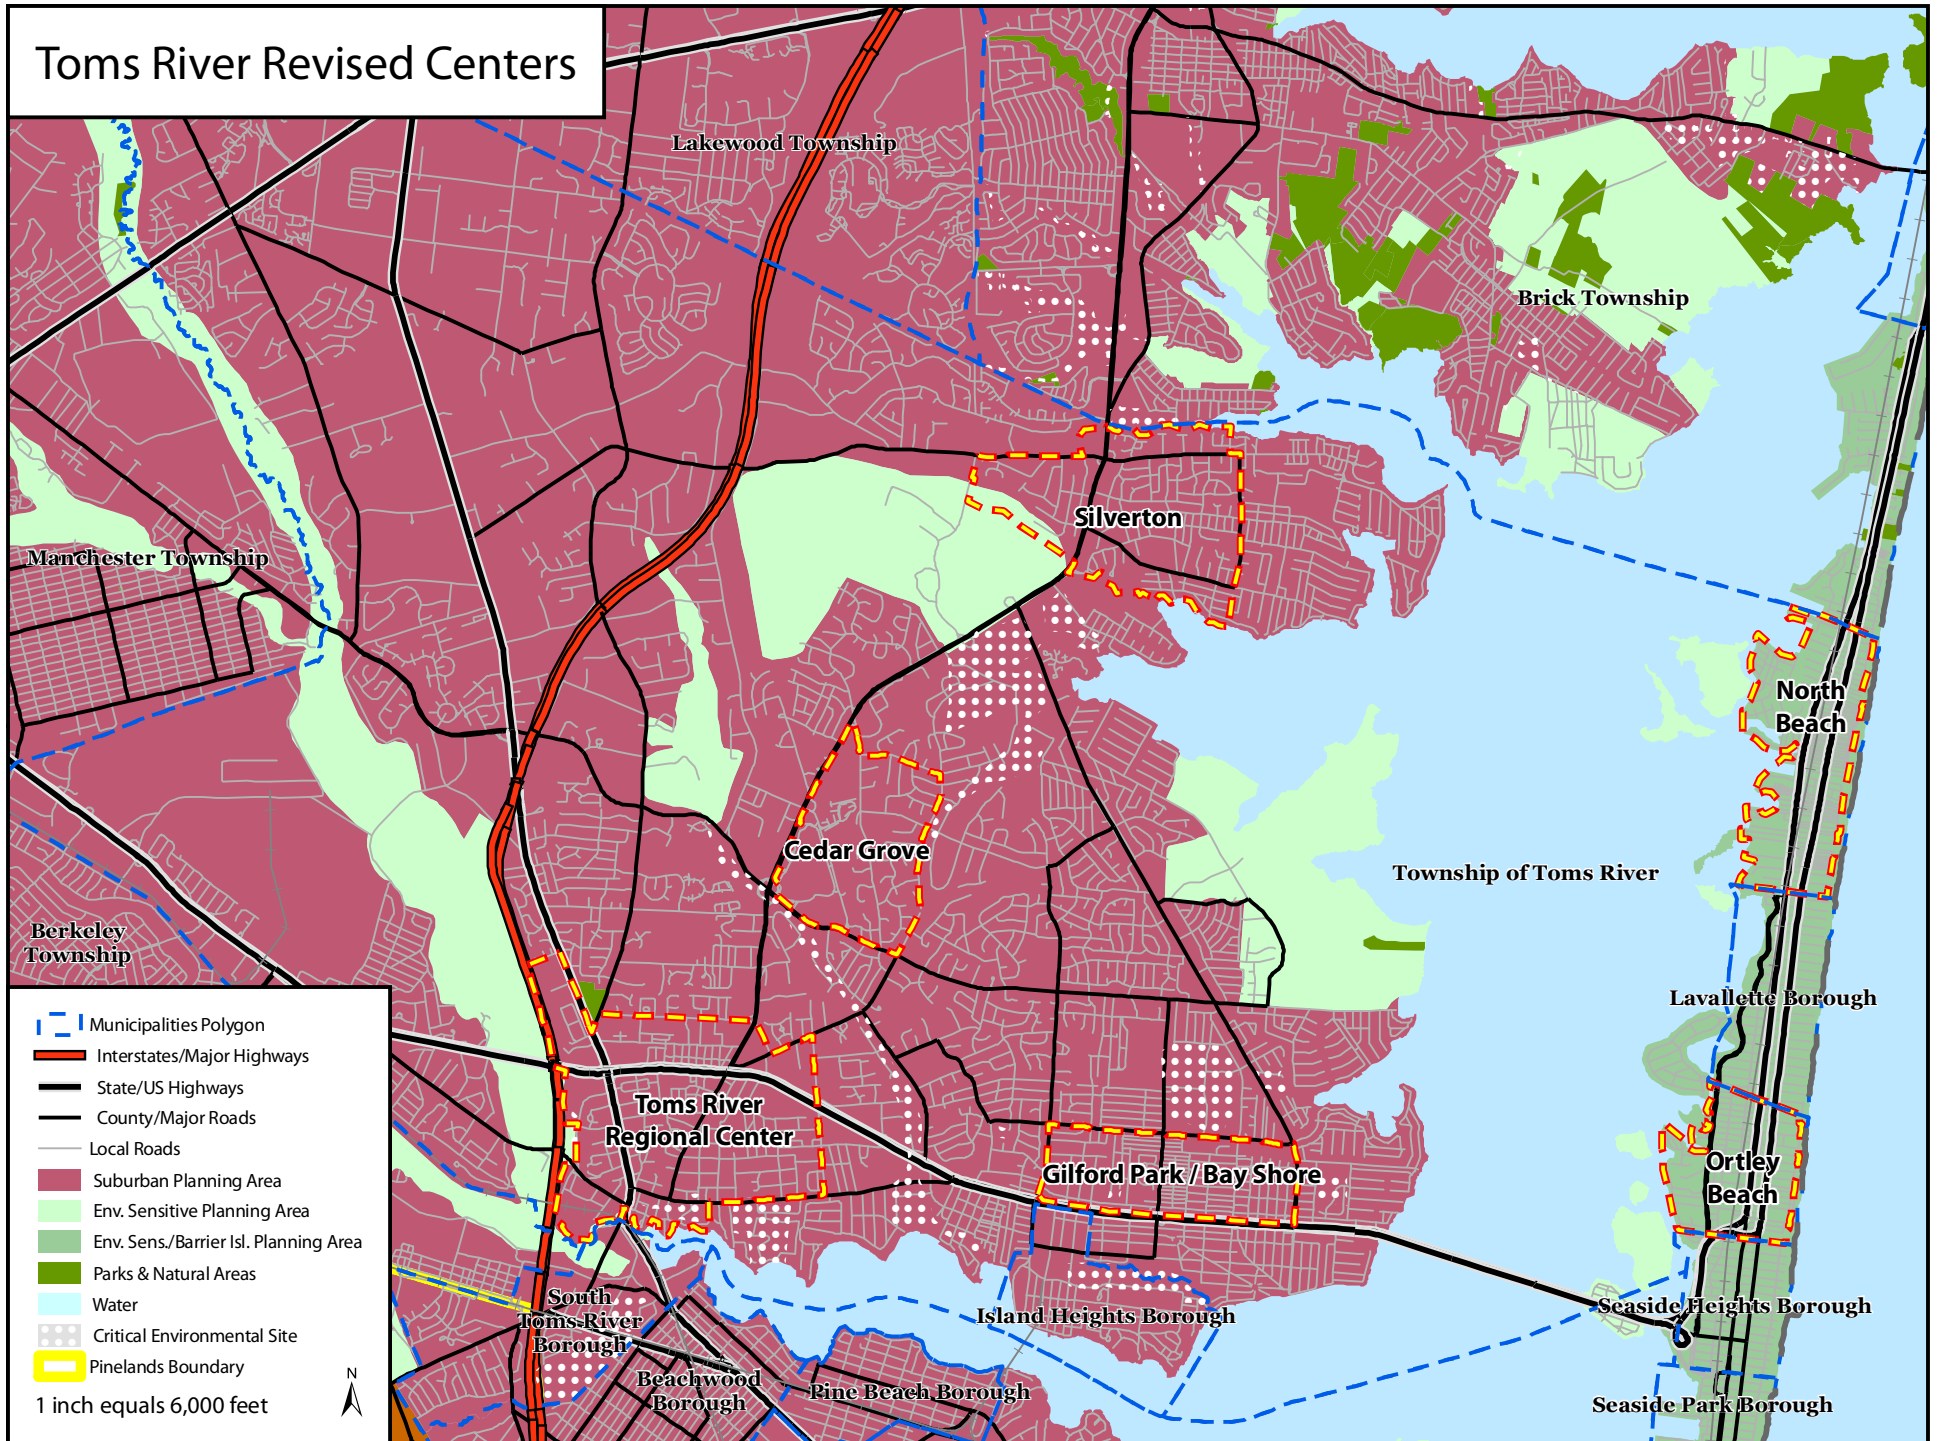 Toms River Revised Centers
Lakewood Township
Brick Township
Silverton
Manchester Township
North
Beach
Cedar Grove
Township of Toms River
Berkeley
Township
Lavallette Borough
Toms River
Regional Center
Gilford Park / Bay Shore
Ortley
Beach
South
Toms River
Borough
Island Heights Borough
Seaside Heights Borough
Beachwood
Borough
Pine Beach Borough
Seaside Park Borough
Municipalities Polygon
Interstates/Major Highways
State/US Highways
County/Major Roads
Local Roads
Suburban Planning Area
Env. Sensitive Planning Area
Env. Sens./Barrier Isl. Planning Area
Parks & Natural Areas
Water
Critical Environmental Site
Pinelands Boundary
N
1 inch equals 6,000 feet